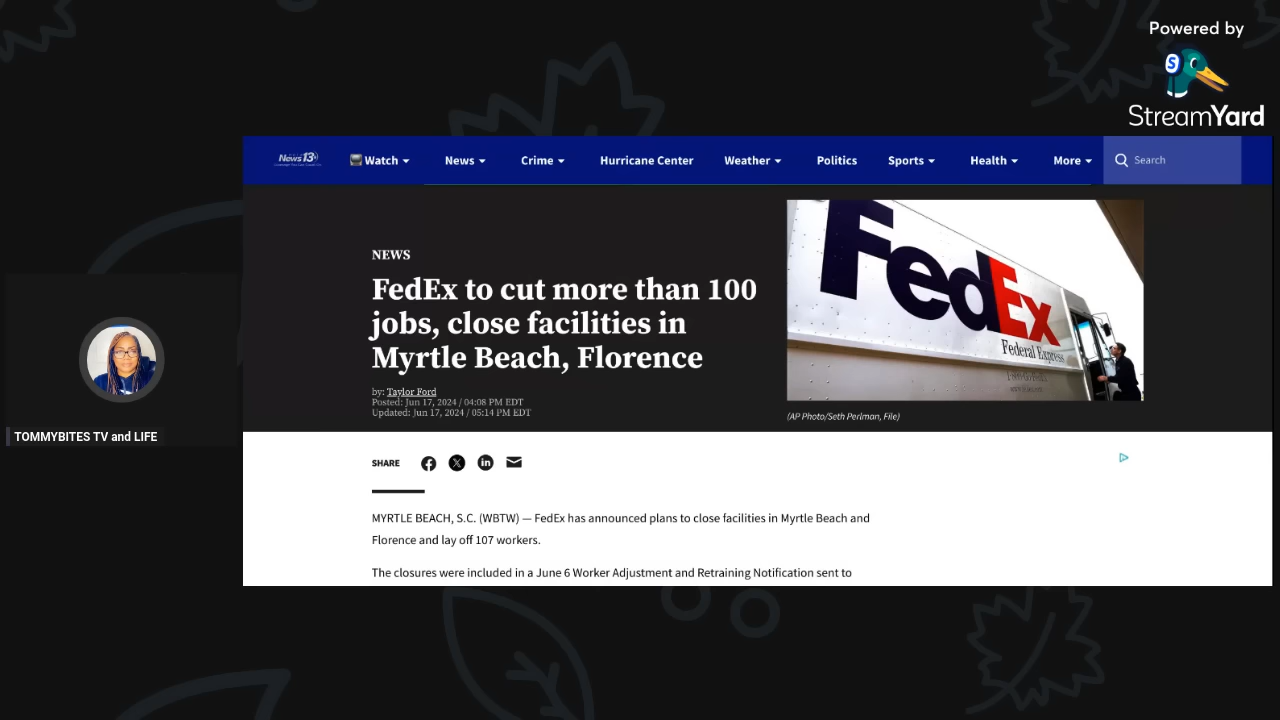 Powered by
S
StreamYard
News13
Watch
News
Crime
Hurricane Center
Weather
Politics
Sports
Health
More
Search
NEWS
FedEx to cut more than 100
jobs, close facilities in
Myrtle Beach, Florence
by: Taylor Ford
Posted: Jun 17, 2024 / 04:08 PM EDT
Updated: Jun 17, 2024 / 05:14 PM EDT
FedEx
Federal Express
(AP Photo/Seth Perlman, File)
TOMMYBITES TV and LIFE
SHARE
MYRTLE BEACH, S.C. (WBTW) — FedEx has announced plans to close facilities in Myrtle Beach and
Florence and lay off 107 workers.
The closures were included in a June 6 Worker Adjustment and Retraining Notification sent to